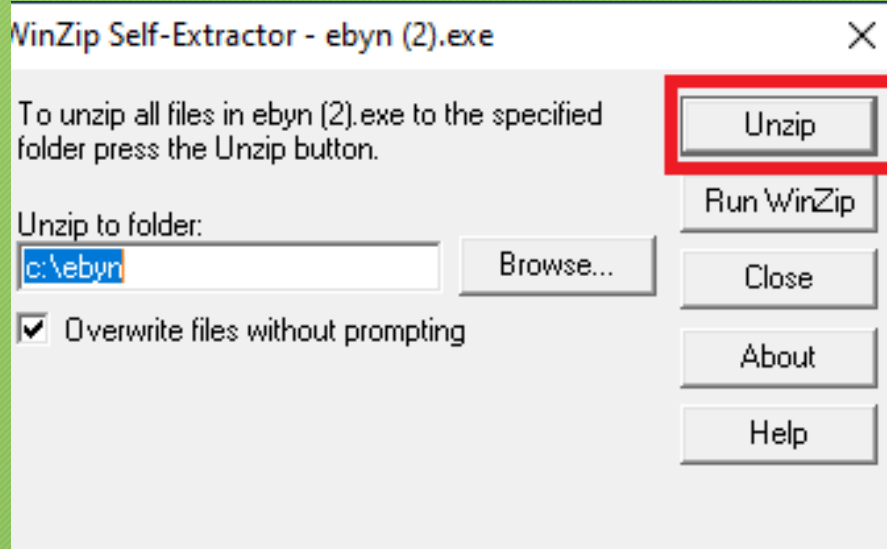 WinZip Self-Extractor - ebyn (2).exe
To unzip all files in ebyn (2).exe to the specified
folder press the Unzip button.
Unzip to folder:
c:\ebyn
Browse...
Overwrite files without prompting
Unzip
Run WinZip
Close
About
Help